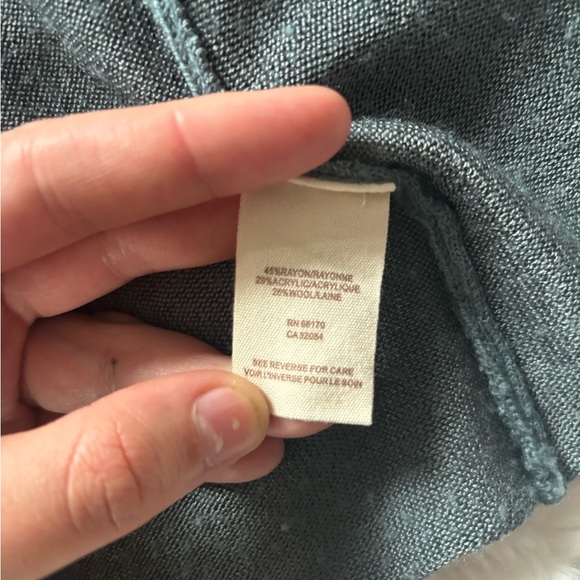 45%RAYON/RAYONNE
29%ACRYLIC/ACRYLIQUE
26%WOOL/LAINE
RN 68170
CA 32054
SEE REVERSE FOR CARE
VOIR L'INVERSE POUR LE SOIN